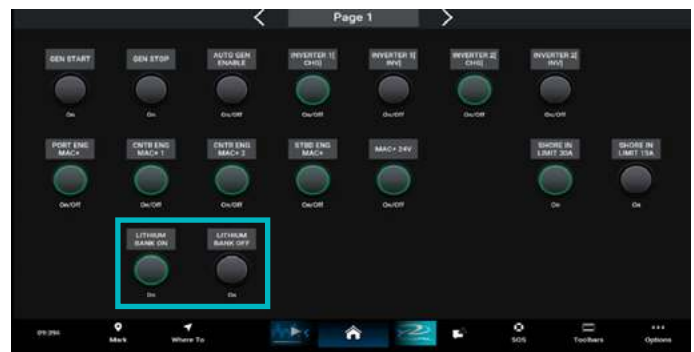 Page 1
GEN START
GEN STOP
AUTO GEN
ENABLE
INVERTER 1[
CHG]
INVERTER 1[
INV]
INVERTER 2[
CHG]
INVERTER 2[
INV]
On
On
On/Off
On/Off
On/Off
On/Off
On/Off
PORT ENG
MAC+
CNTR ENG
MAC+ 1
CNTR ENG
MAC+ 2
STBD ENG
MAC+
MAC+ 24V
SHORE IN
LIMIT 30A
SHORE IN
LIMIT 15A
On/Off
On/Off
On/Off
On/Off
On/Off
On
On
LITHIUM
BANK ON
LITHIUM
BANK OFF
On
On
Mark
Where To
SOS
Toolbars
Options